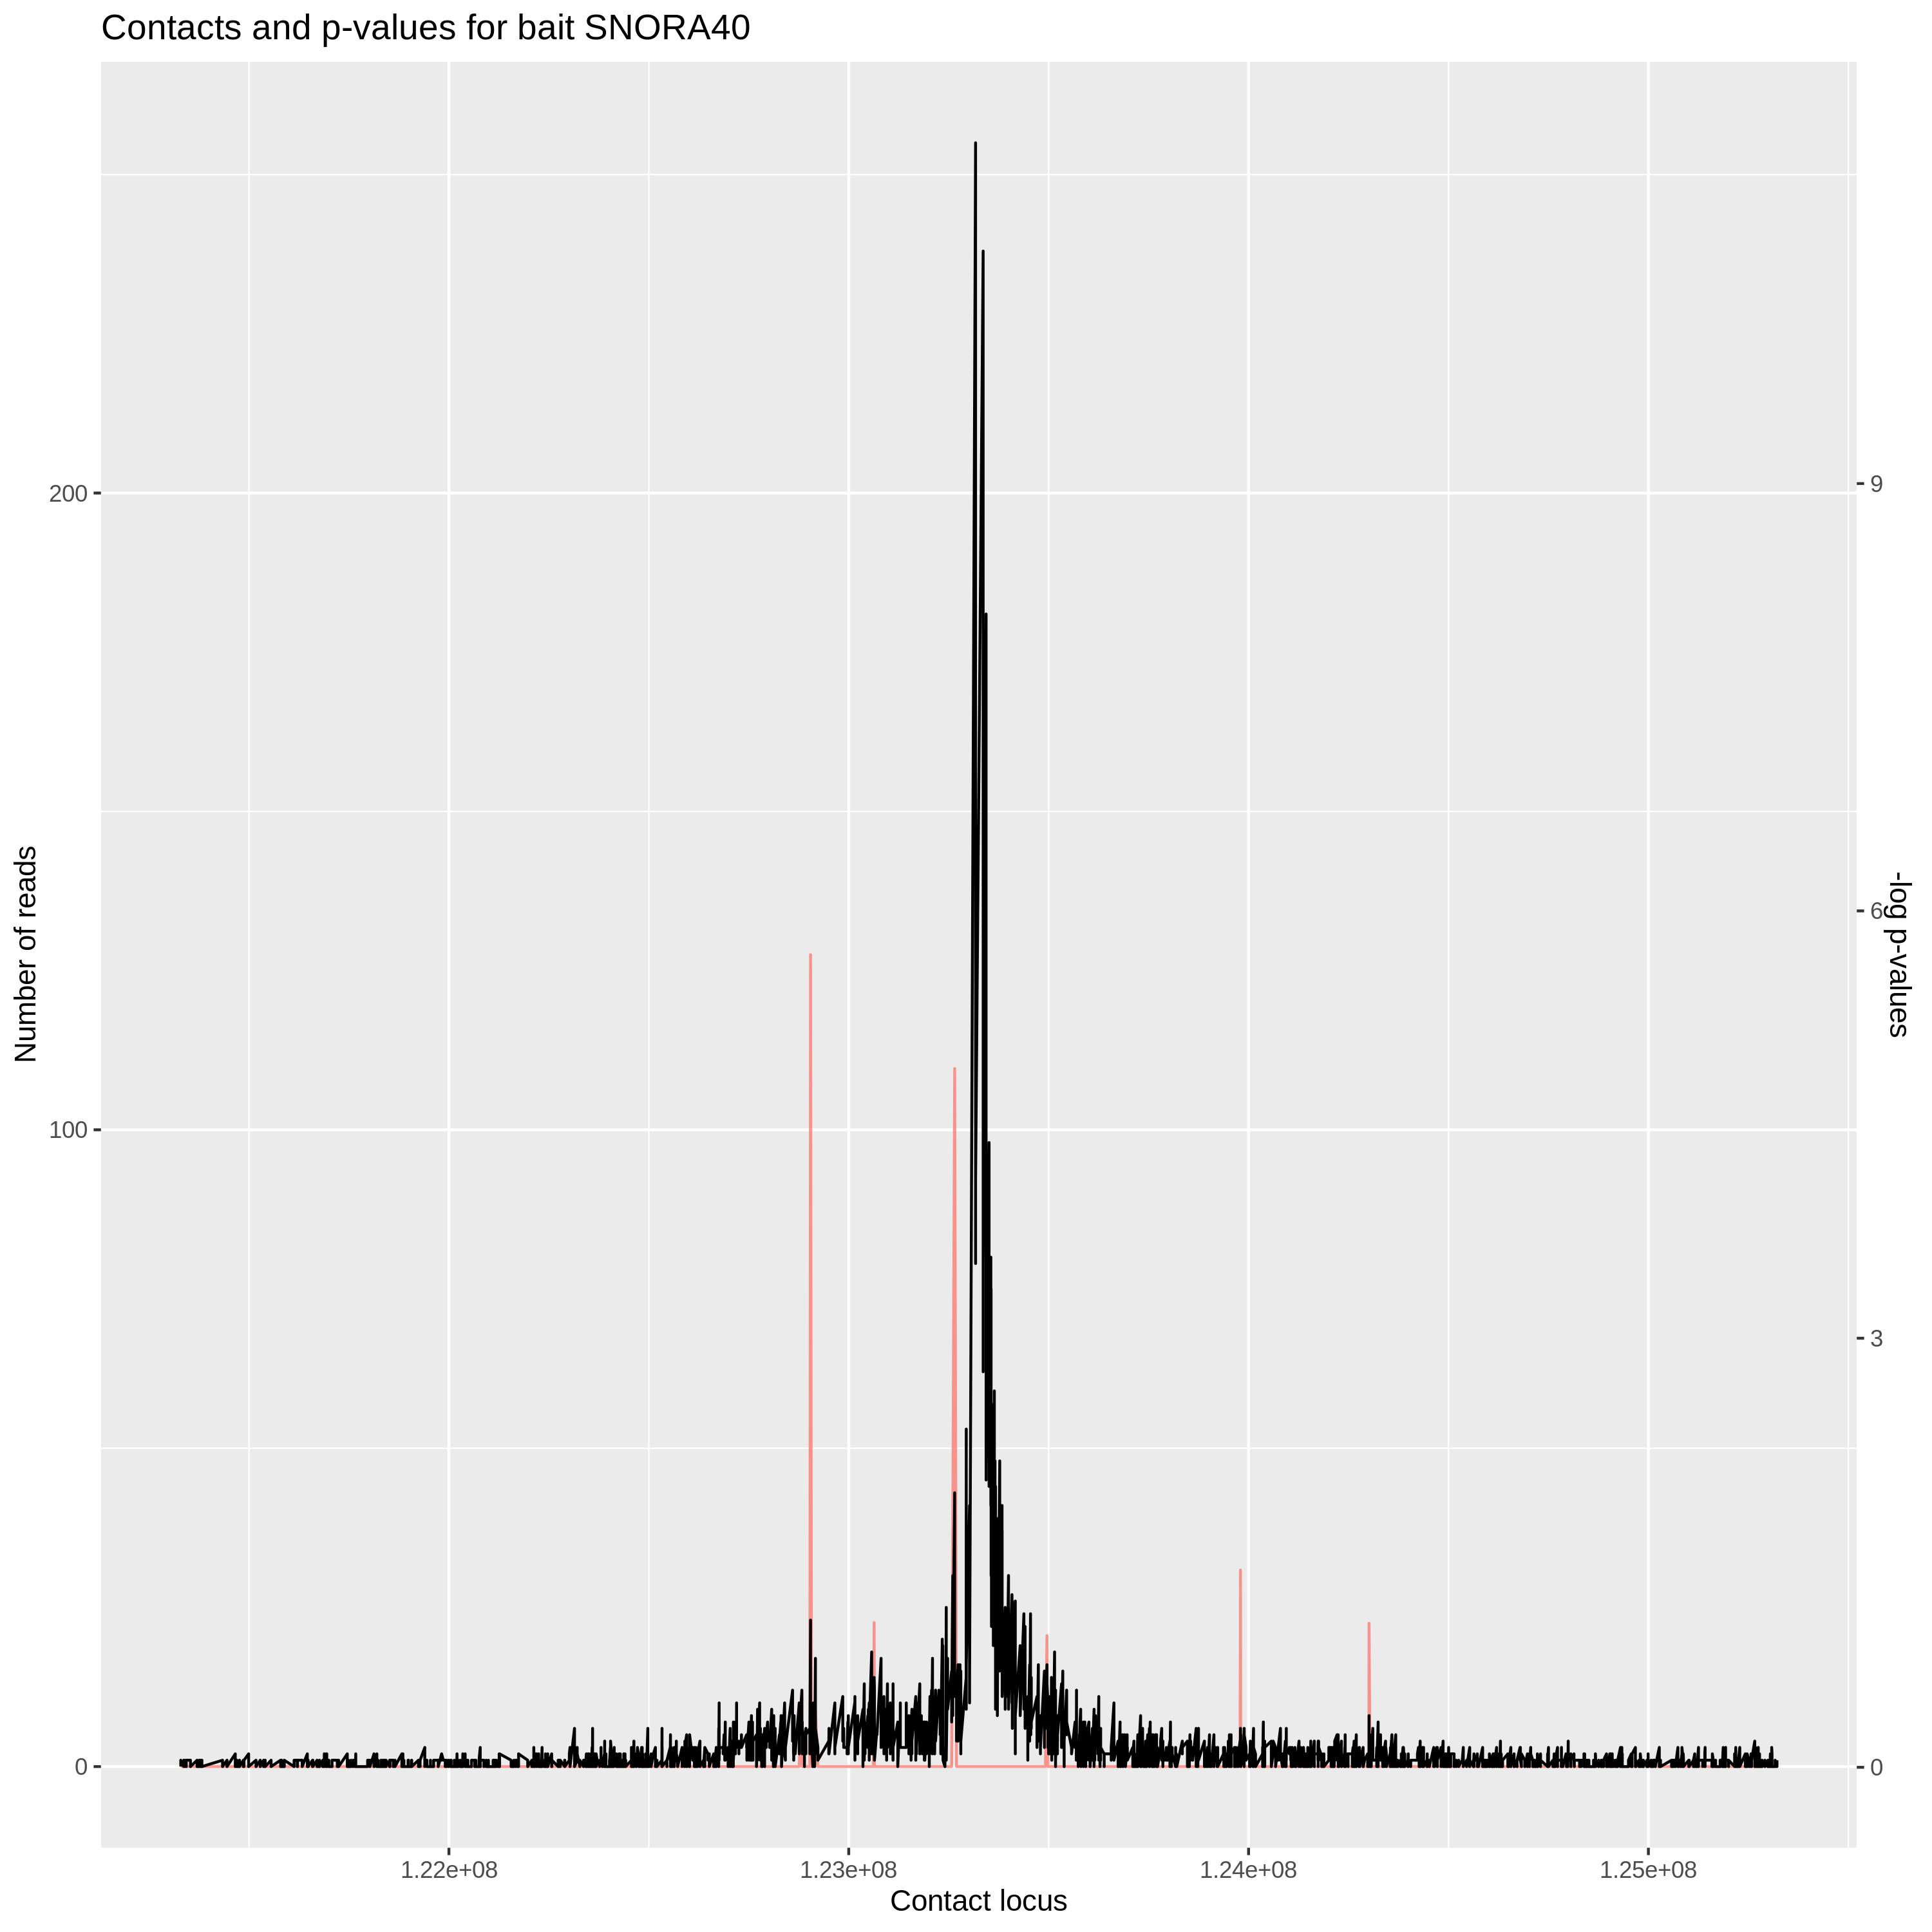 Contacts and p-values for bait SNORA40
200
100
0
Number of reads
9
6
3
0
-log p-values
1.22e+08
1.23e+08
1.24e+08
1.25e+08
Contact locus